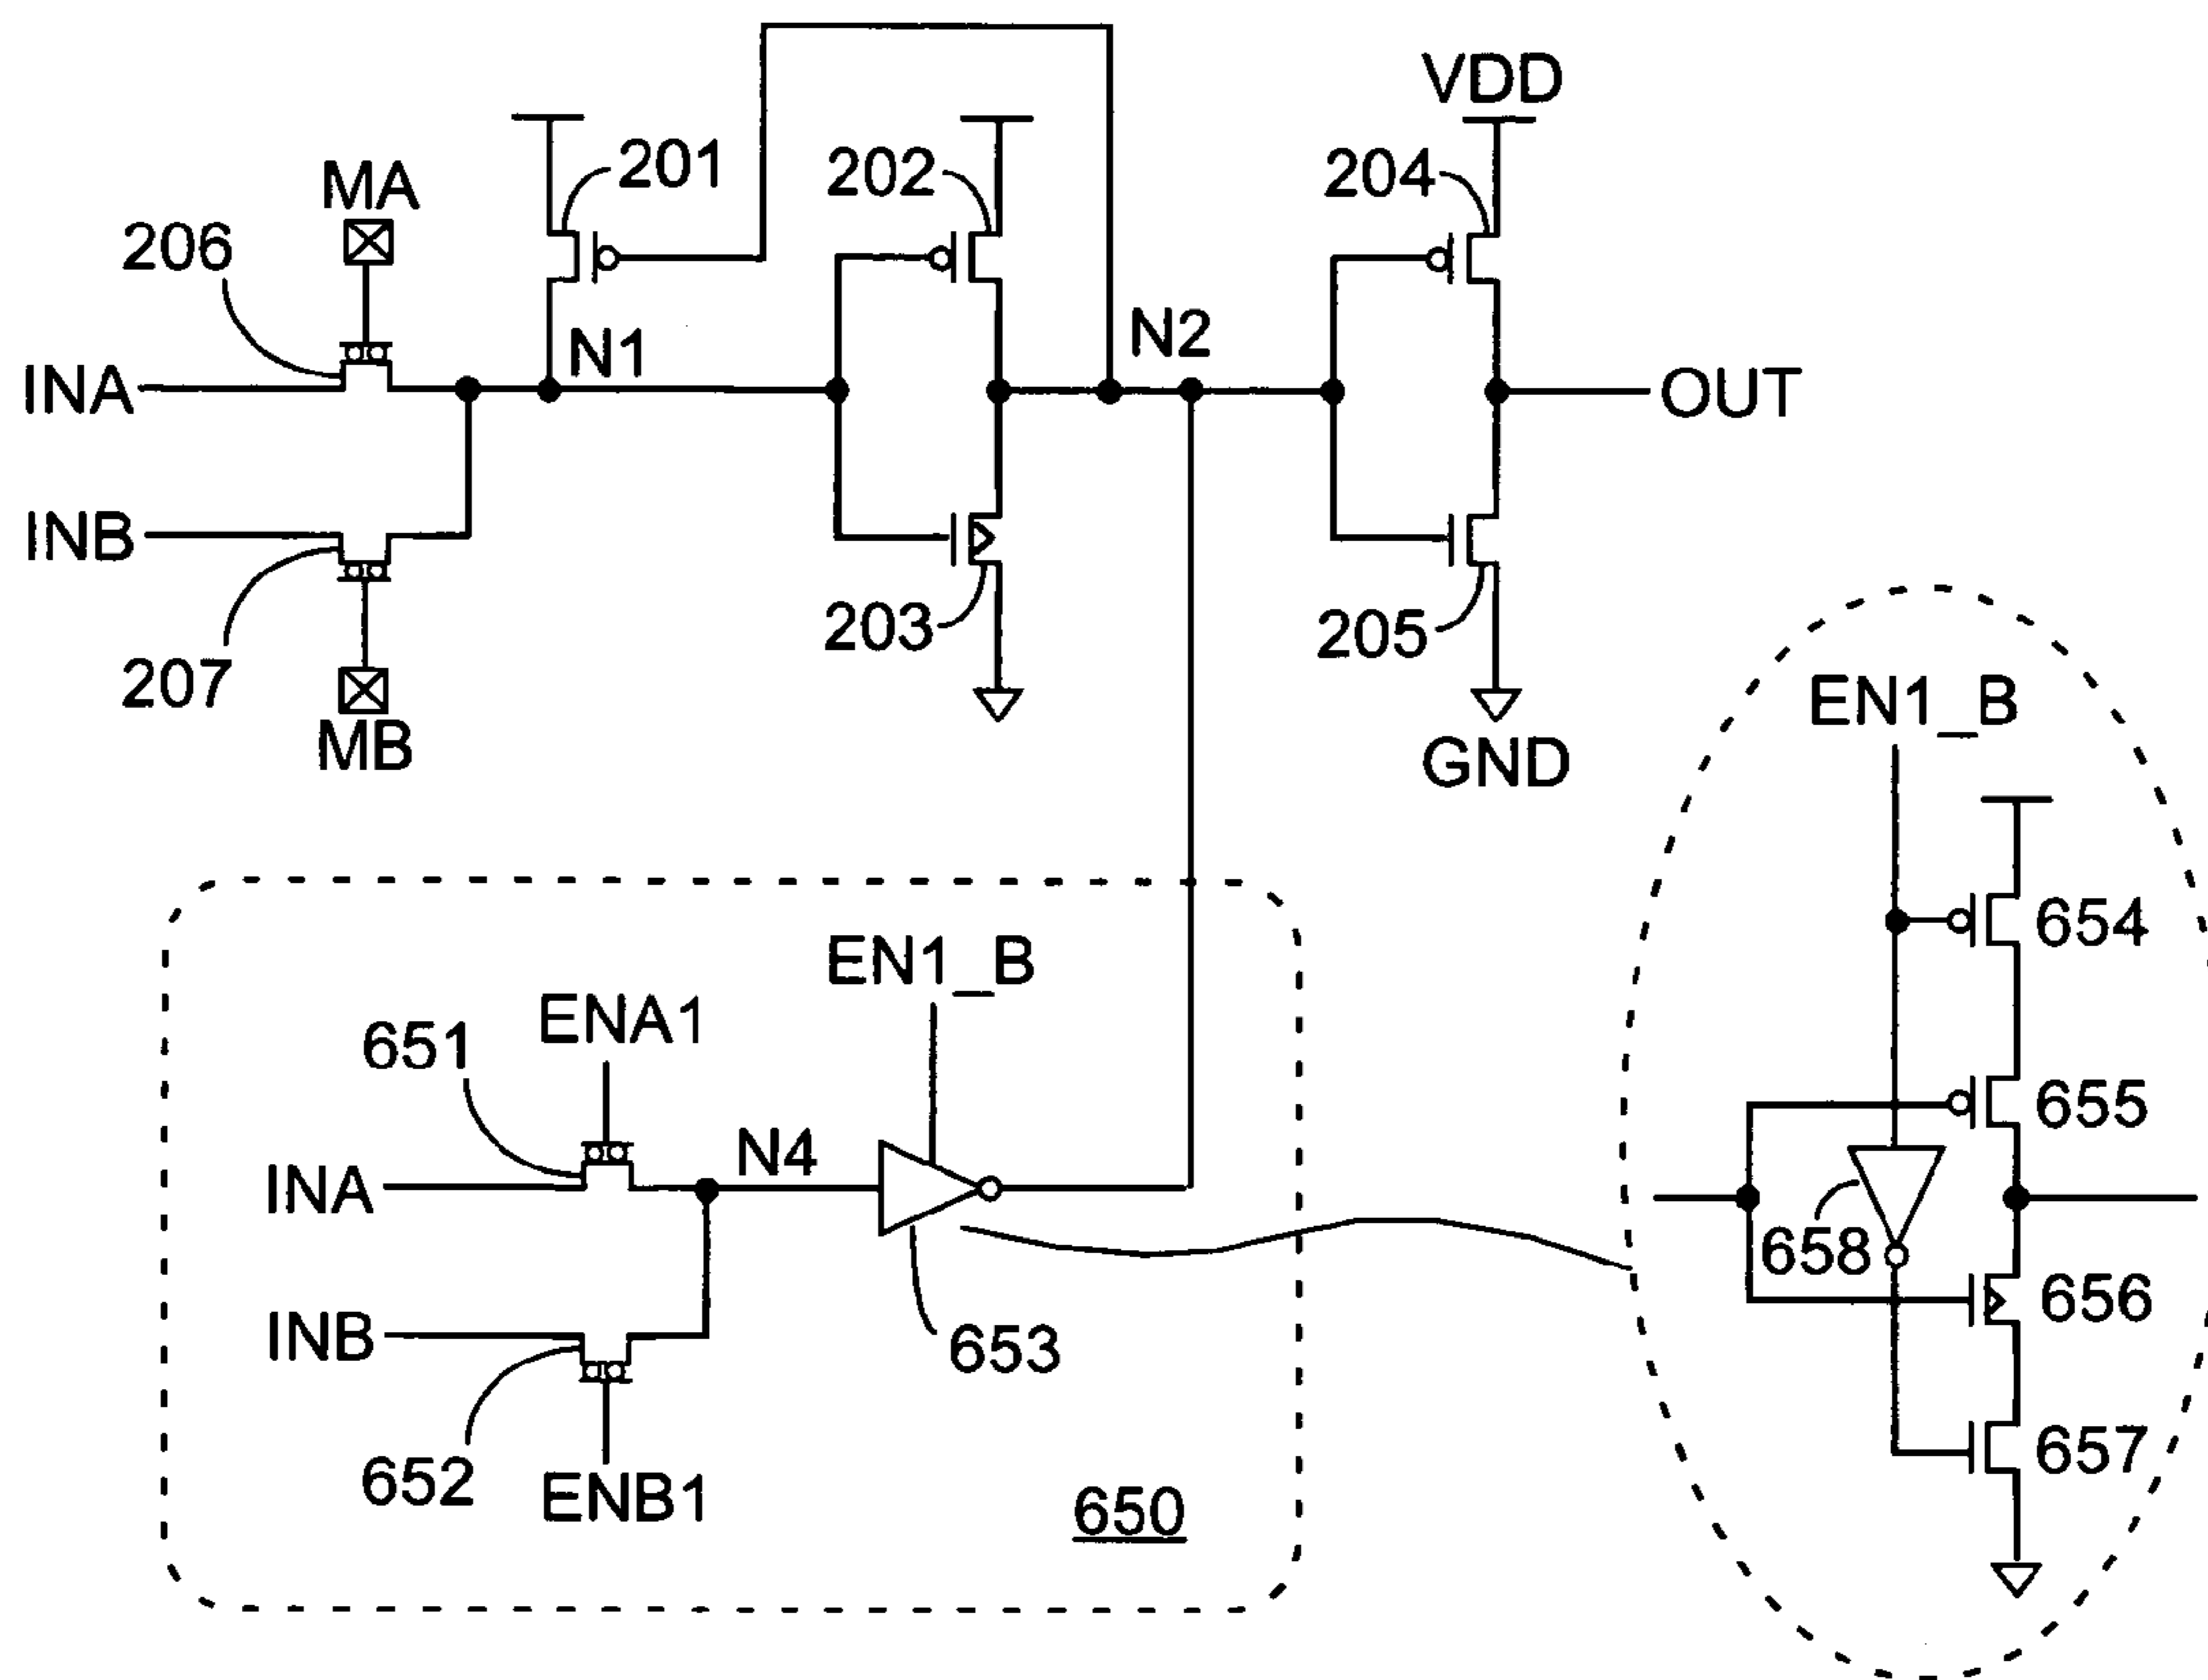 VDD
201
202
204
MA
206
N1
N2
INA
OUT
INB
203
205
207
MB
GND
EN1_B
654
EN1_B
ENA1
651
655
N4
INA
658
656
INB
653
657
652
ENB1
650